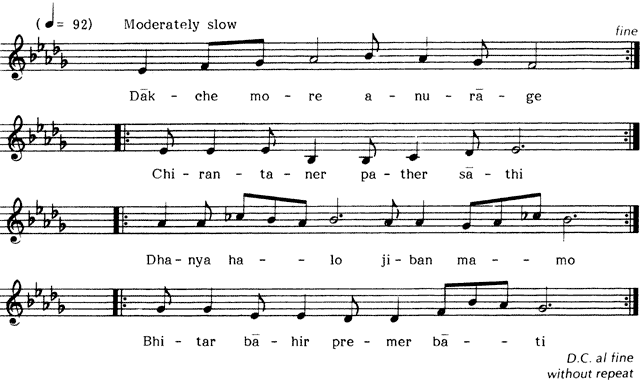 (♩= 92) Moderately slow
fine
Dāk - che mo - re a - nu - rā - ge
Chi - ran - ta - ner pa - ther sā - thi
Dha - nya ha - lo ji - ban ma - mo
Bhi - tar bā - hir pre - mer bā - ti
D.C. al fine
without repeat